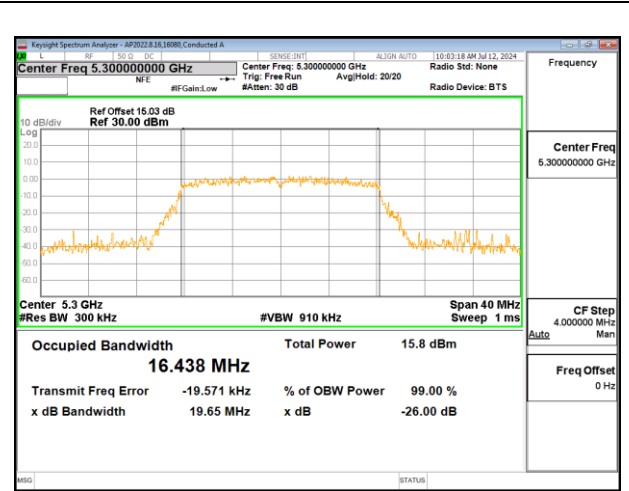 Keysight Spectrum Analyzer - AP2022.8.16,16080,Conducted A
L RF 50 Ω DC SENSE:INT ALIGN AUTO 10:03:18 AM Jul 12, 2024
Center Freq 5.300000000 GHz Center Freq: 5.300000000 GHz Radio Std: None
NFE Trig: Free Run Avg|Hold: 20/20
#IFGain:Low #Atten: 30 dB Radio Device: BTS
Frequency
Ref Offset 15.03 dB
10 dB/div Ref 30.00 dBm
Log
20.0
10.0
0.00
-10.0
-20.0
-30.0
-40.0
-50.0
-60.0
Center Freq
5.300000000 GHz
Center 5.3 GHz Span 40 MHz
#Res BW 300 kHz #VBW 910 kHz Sweep 1 ms
CF Step
4.000000 MHz
Auto Man
Occupied Bandwidth Total Power 15.8 dBm
16.438 MHz
Transmit Freq Error -19.571 kHz % of OBW Power 99.00 %
x dB Bandwidth 19.65 MHz x dB -26.00 dB
Freq Offset
0 Hz
MSG STATUS